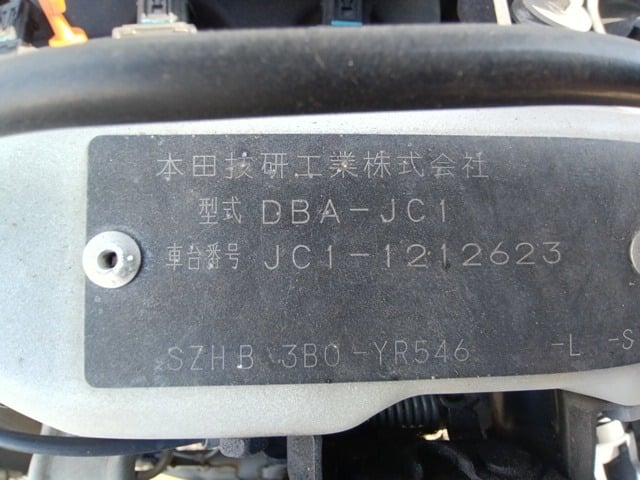 本田技研工業株式会社
型式 DBA-JC1
車台番号 JC1-1212623
SZHB 3B0-YR546 -L -S